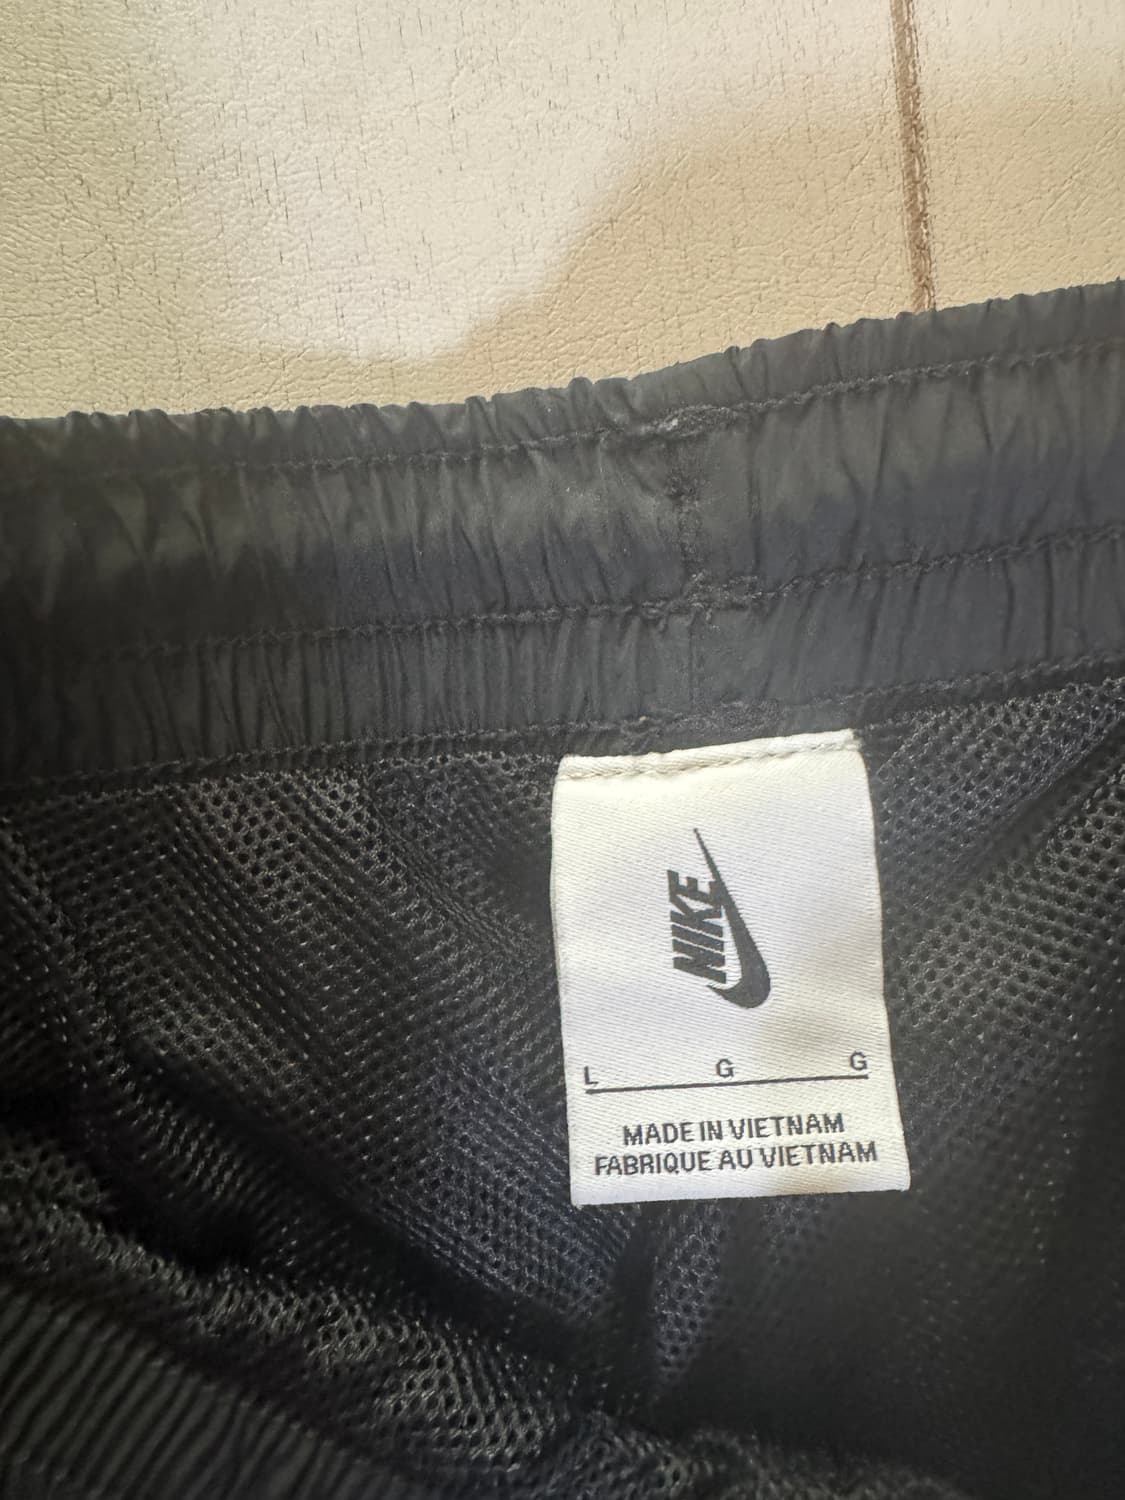 NIKE
L G G
MADE IN VIETNAM
FABRIQUE AU VIETNAM